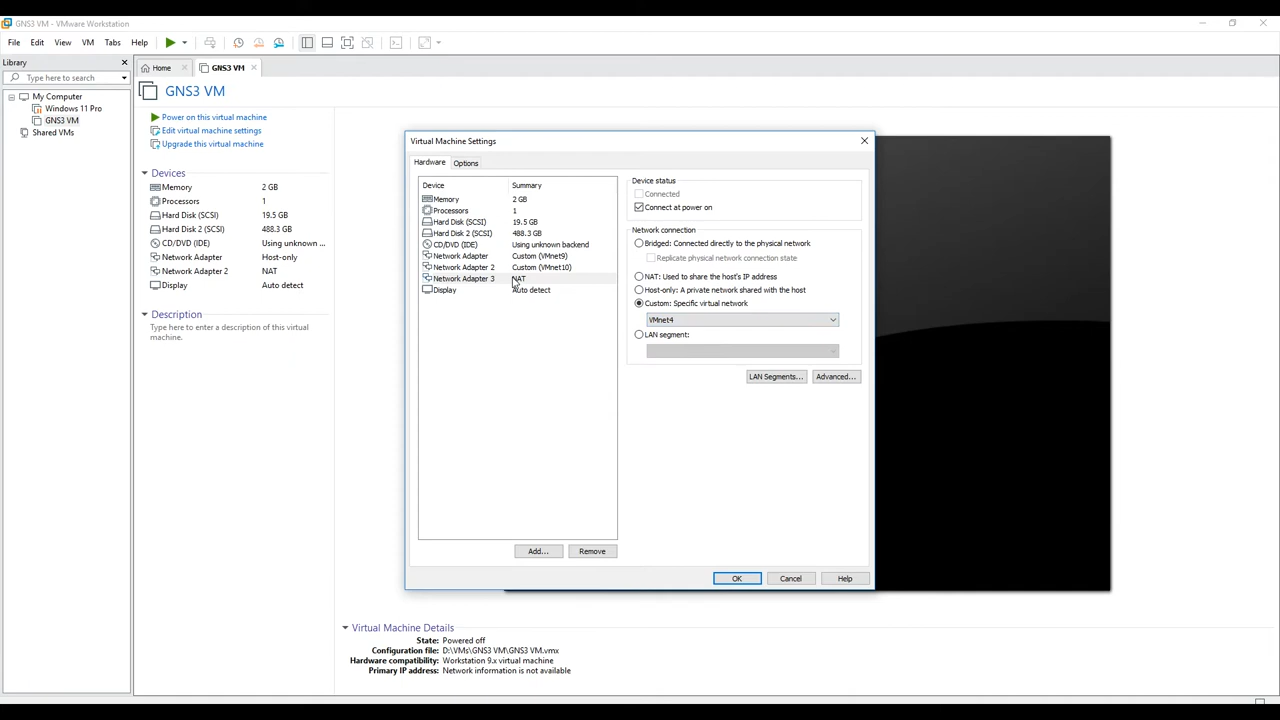 GNS3 VM - VMware Workstation
File Edit View VM Tabs Help
Library
Type here to search
My Computer
Windows 11 Pro
GNS3 VM
Shared VMs
Home
GNS3 VM
GNS3 VM
Power on this virtual machine
Edit virtual machine settings
Upgrade this virtual machine
Devices
Memory 2 GB
Processors 1
Hard Disk (SCSI) 19.5 GB
Hard Disk 2 (SCSI) 488.3 GB
CD/DVD (IDE) Using unknown ...
Network Adapter Host-only
Network Adapter 2 NAT
Display Auto detect
Description
Type here to enter a description of this virtual
machine.
Virtual Machine Settings
Hardware Options
Device Summary
Memory 2 GB
Processors 1
Hard Disk (SCSI) 19.5 GB
Hard Disk 2 (SCSI) 488.3 GB
CD/DVD (IDE) Using unknown backend
Network Adapter Custom (VMnet9)
Network Adapter 2 Custom (VMnet10)
Network Adapter 3 NAT
Display Auto detect
Add... Remove
Device status
Connected
Connect at power on
Network connection
Bridged: Connected directly to the physical network
Replicate physical network connection state
NAT: Used to share the host's IP address
Host-only: A private network shared with the host
Custom: Specific virtual network
VMnet4
LAN segment:
LAN Segments... Advanced...
OK Cancel Help
Virtual Machine Details
State: Powered off
Configuration file: D:\VMs\GNS3 VM\GNS3 VM.vmx
Hardware compatibility: Workstation 9.x virtual machine
Primary IP address: Network information is not available